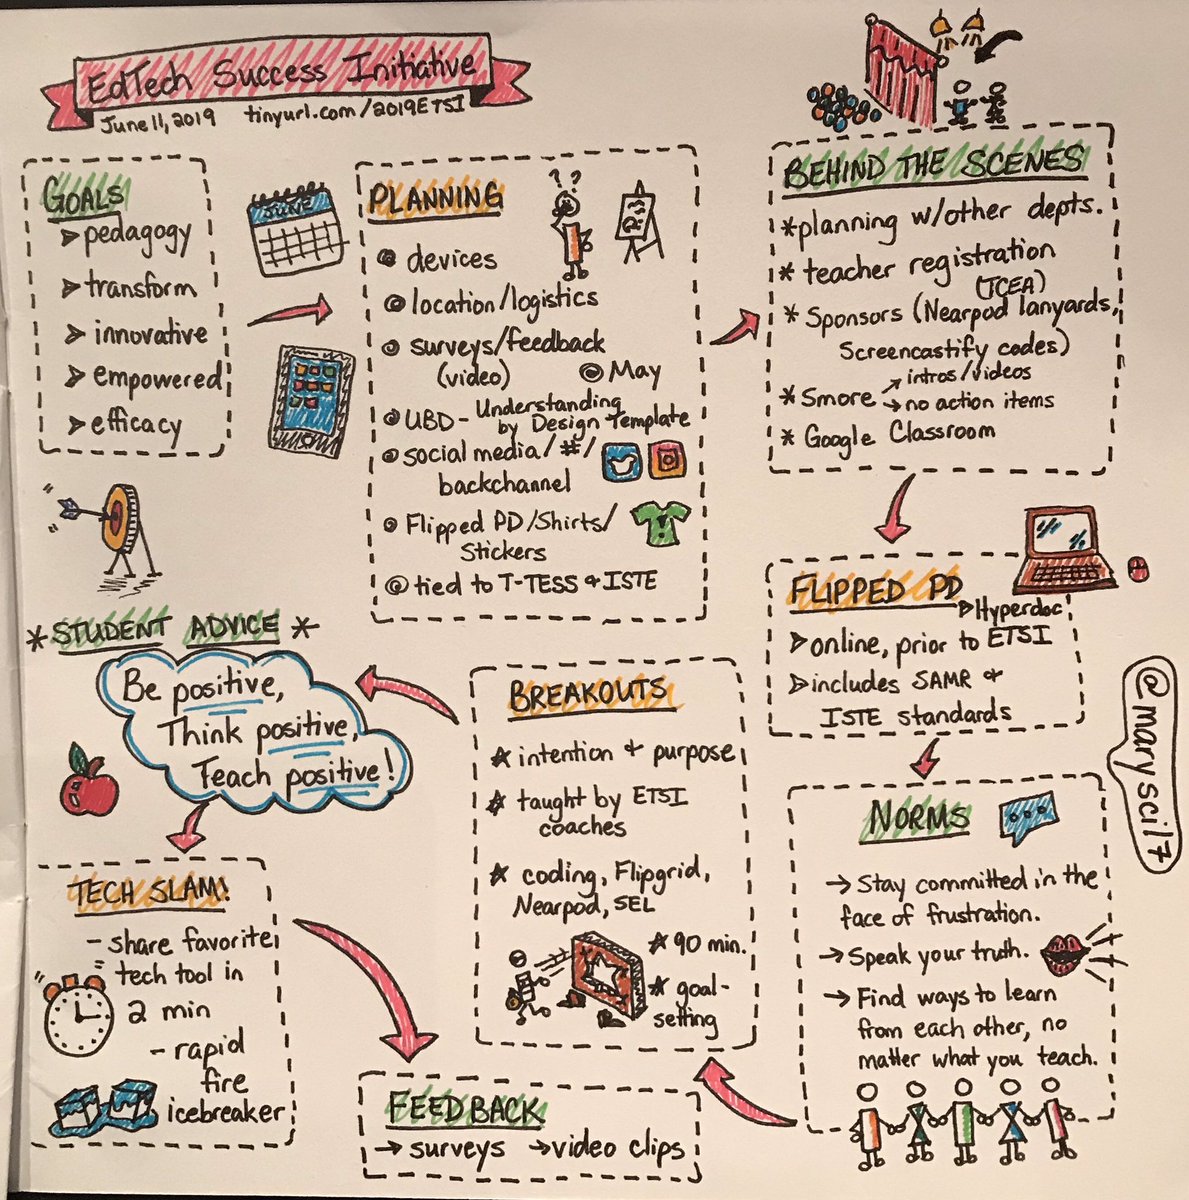 EdTech Success Initiative
June 11, 2019 tinyurl.com/2019ETSI
GOALS
pedagogy
transform
innovative
empowered
efficacy
JUNE
PLANNING
? ?
devices
location/logistics
surveys/feedback
(video)
May
UBD - Understanding
by Design Template
social media/#/
backchannel
Flipped PD/Shirts/
Stickers
tied to T-TESS & ISTE
BEHIND THE SCENES
*planning w/other depts.
* teacher registration
(TCEA)
* Sponsors (Nearpod lanyards,
Screencastify codes)
* Smore → intros/videos
→ no action items
* Google Classroom
FLIPPED PD
Hyperdoc
online, prior to ETSI
includes SAMR &
ISTE standards
@maryscil7
NORMS
→ Stay committed in the
face of frustration.
→ Speak your truth.
→ Find ways to learn
from each other, no
matter what you teach.
BREAKOUTS
intention & purpose
taught by ETSI
coaches
coding, Flipgrid,
Nearpod, SEL
90 min.
goal-
setting
*STUDENT ADVICE*
Be positive,
Think positive,
Teach positive!
TECH SLAM!
- share favorite
tech tool in
2 min
- rapid
fire
icebreaker
FEEDBACK
→ surveys → video clips